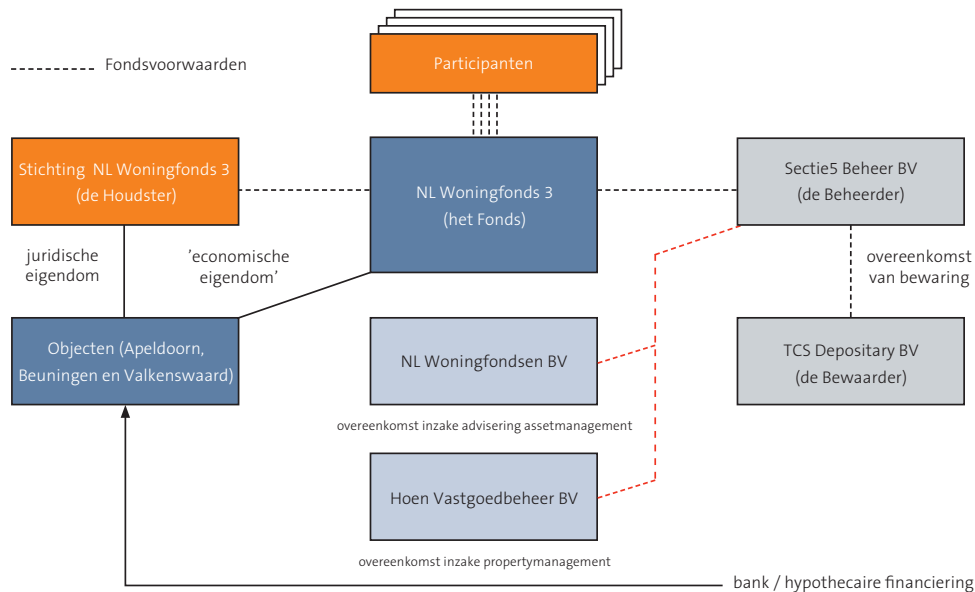 Fondsvoorwaarden
Participanten
Stichting NL Woningfonds 3
(de Houdster)
NL Woningfonds 3
(het Fonds)
Sectie5 Beheer BV
(de Beheerder)
juridische
eigendom
’economische
eigendom’
overeenkomst
van bewaring
Objecten (Apeldoorn,
Beuningen en Valkenswaard)
NL Woningfondsen BV
TCS Depositary BV
(de Bewaarder)
overeenkomst inzake advisering assetmanagement
Hoen Vastgoedbeheer BV
overeenkomst inzake propertymanagement
bank / hypothecaire financiering